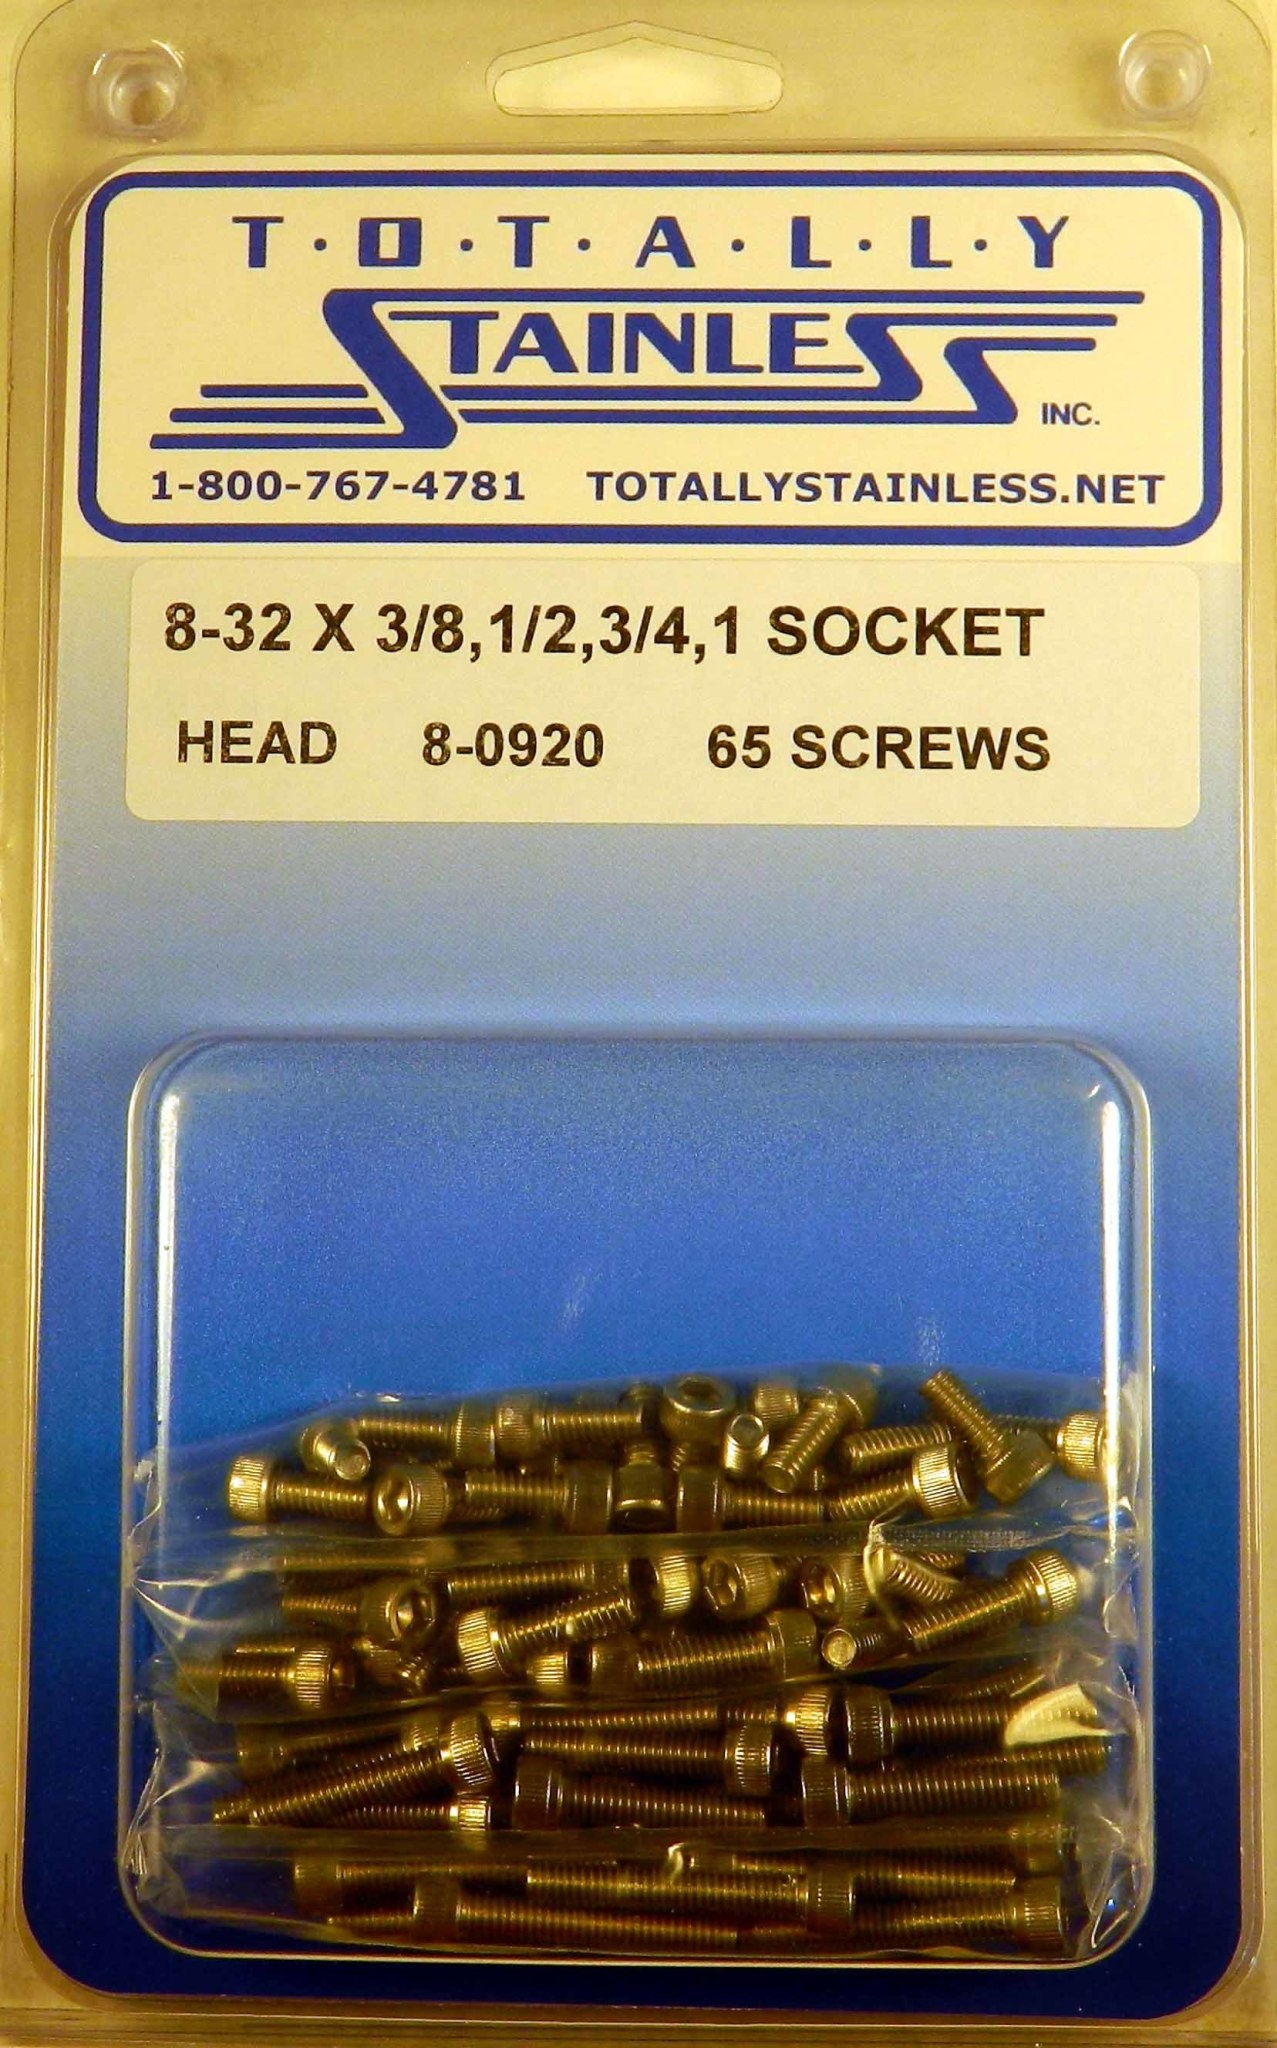 T·O·T·A·L·L·Y
STAINLESS INC.
1-800-767-4781 TOTALLYSTAINLESS.NET
8-32 X 3/8,1/2,3/4,1 SOCKET
HEAD 8-0920 65 SCREWS